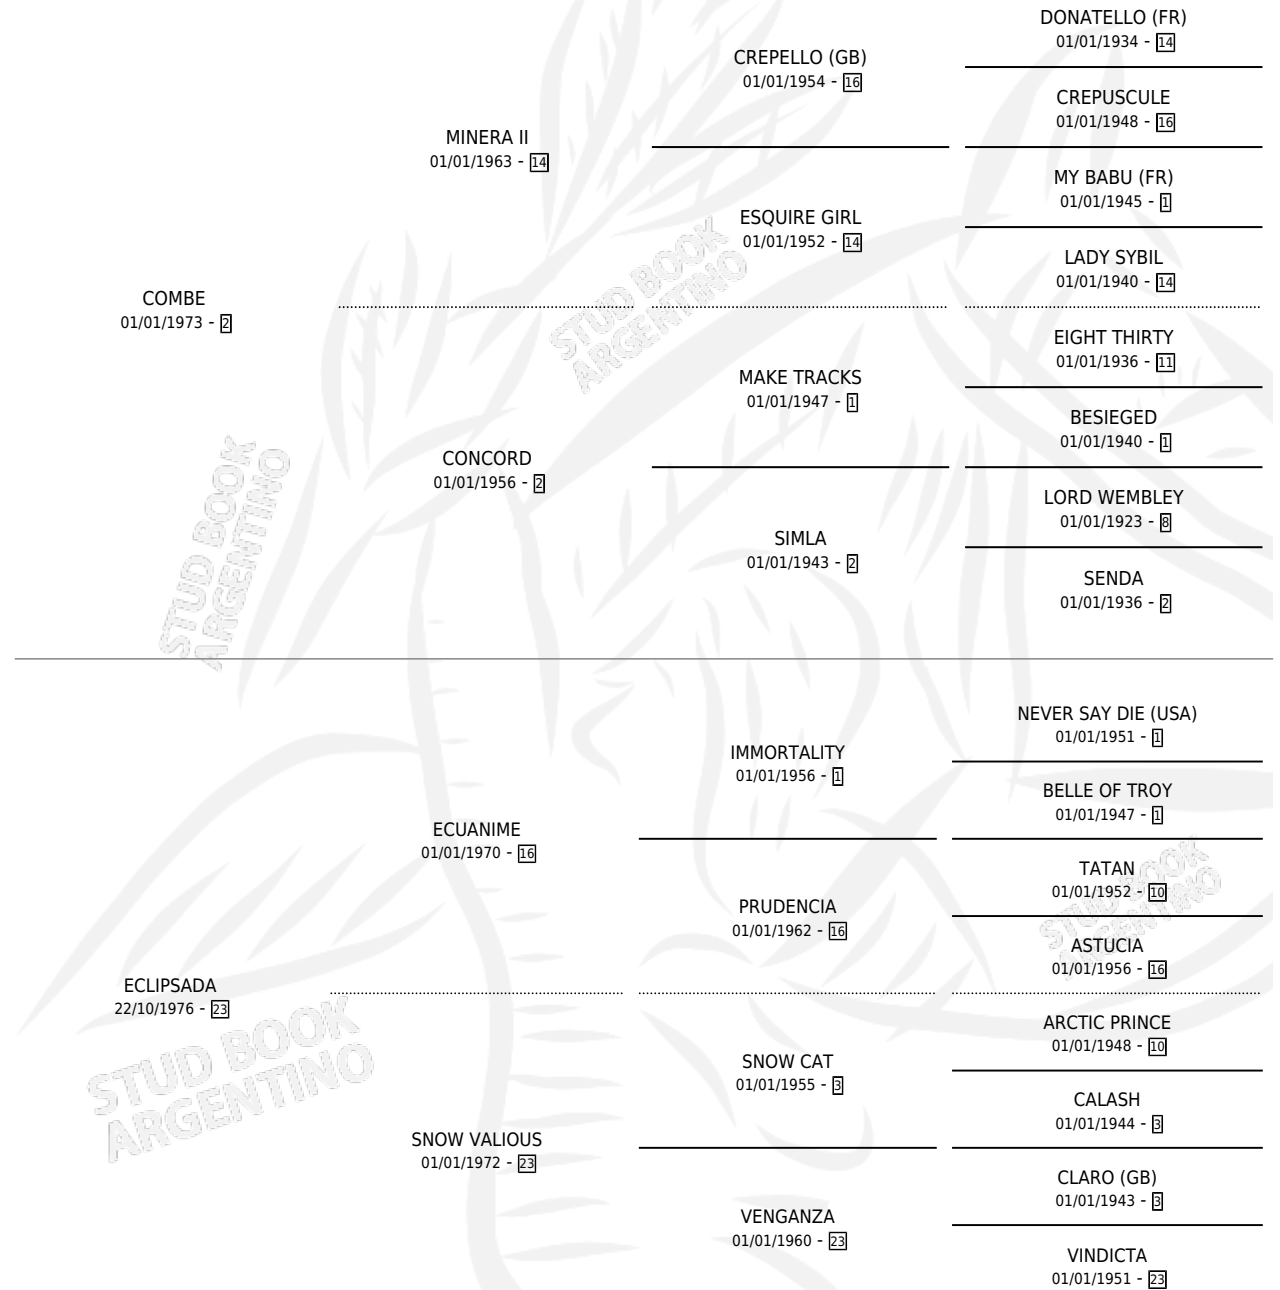 DONATELLO (FR)
01/01/1934 - 14
CREPELLO (GB)
01/01/1954 - 16
CREPUSCULE
01/01/1948 - 16
MINERA II
01/01/1963 - 14
MY BABU (FR)
01/01/1945 - 1
ESQUIRE GIRL
01/01/1952 - 14
LADY SYBIL
01/01/1940 - 14
COMBE
01/01/1973 - 2
EIGHT THIRTY
01/01/1936 - 11
MAKE TRACKS
01/01/1947 - 1
BESIEGED
01/01/1940 - 1
CONCORD
01/01/1956 - 2
LORD WEMBLEY
01/01/1923 - 8
SIMLA
01/01/1943 - 2
SENDA
01/01/1936 - 2
NEVER SAY DIE (USA)
01/01/1951 - 1
IMMORTALITY
01/01/1956 - 1
BELLE OF TROY
01/01/1947 - 1
ECUANIME
01/01/1970 - 16
TATAN
01/01/1952 - 10
PRUDENCIA
01/01/1962 - 16
ASTUCIA
01/01/1956 - 16
ECLIPSADA
22/10/1976 - 23
ARCTIC PRINCE
01/01/1948 - 10
SNOW CAT
01/01/1955 - 3
CALASH
01/01/1944 - 3
SNOW VALIOUS
01/01/1972 - 23
CLARO (GB)
01/01/1943 - 3
VENGANZA
01/01/1960 - 23
VINDICTA
01/01/1951 - 23
STUD BOOK
ARGENTINO
STUD BOOK
ARGENTINO
STUD BOOK
ARGENTINO
STUD BOOK
ARGENTINO